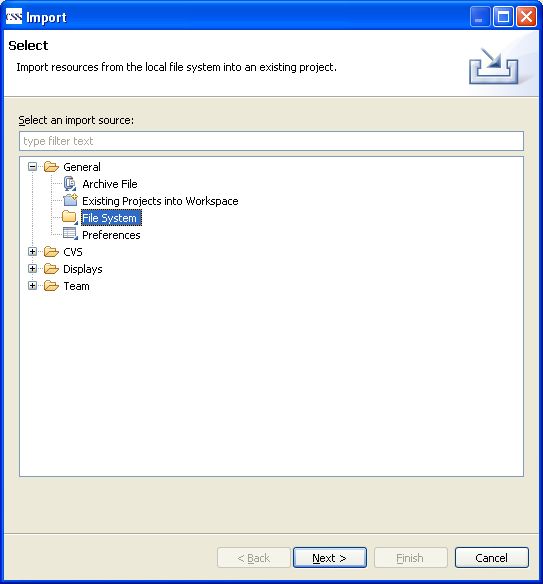 CSS Import
Select
Import resources from the local file system into an existing project.
Select an import source:
type filter text
General
Archive File
Existing Projects into Workspace
File System
Preferences
CVS
Displays
Team
< Back Next > Finish Cancel